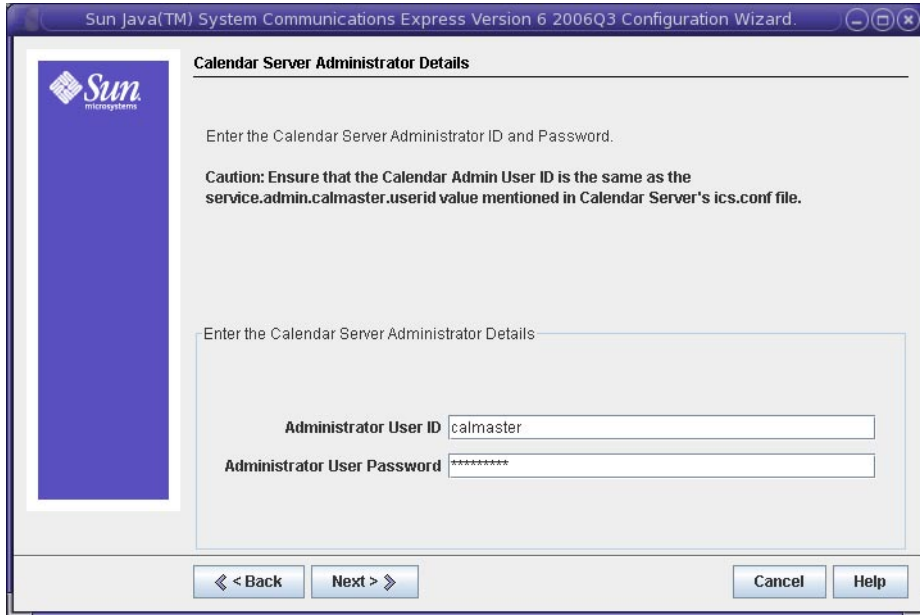 Sun Java(TM) System Communications Express Version 6 2006Q3 Configuration Wizard.
Sun
microsystems
Calendar Server Administrator Details
Enter the Calendar Server Administrator ID and Password.
Caution: Ensure that the Calendar Admin User ID is the same as the
service.admin.calmaster.userid value mentioned in Calendar Server's ics.conf file.
Enter the Calendar Server Administrator Details
Administrator User ID calmaster
Administrator User Password *********
< Back Next > Cancel Help